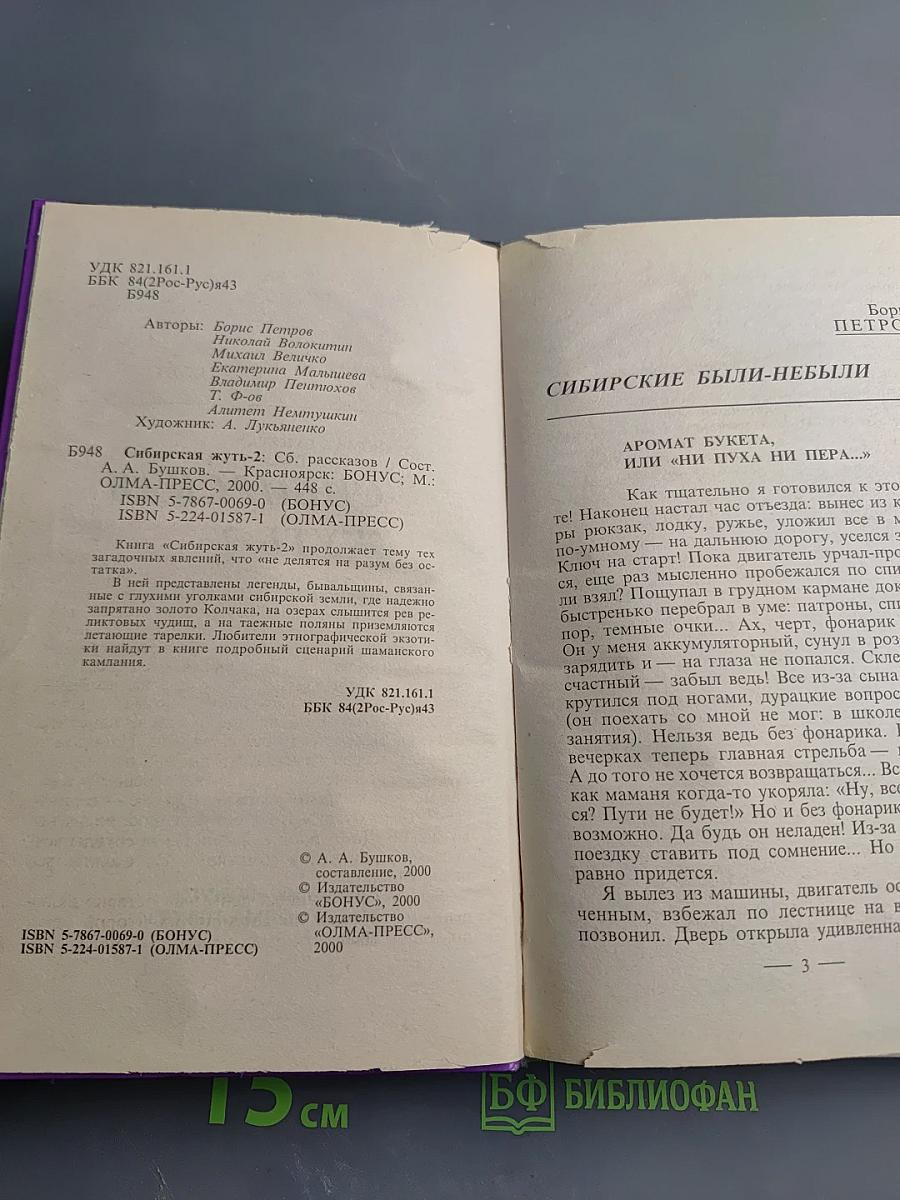 УДК 821.161.1
ББК 84(2Рос-Рус)я43
Б948
Авторы: Борис Петров
Николай Волокитин
Михаил Величко
Екатерина Малышева
Владимир Пентюхов
Т. Ф-ов
Алитет Немтушкин
Художник: А. Лукьяненко
Б948 Сибирская жуть-2: Сб. рассказов / Сост.
А. А. Бушков. — Красноярск: БОНУС; М.:
ОЛМА-ПРЕСС, 2000. — 448 с.
ISBN 5-7867-0069-0 (БОНУС)
ISBN 5-224-01587-1 (ОЛМА-ПРЕСС)
Книга «Сибирская жуть-2» продолжает тему тех
загадочных явлений, что «не делятся на разум без ос-
татка».
В ней представлены легенды, бывальщины, связан-
ные с глухими уголками сибирской земли, где надежно
запрятано золото Колчака, на озерах слышится рев ре-
ликтовых чудищ, а на таежные поляны приземляются
летающие тарелки. Любители этнографической экзоти-
ки найдут в книге подробный сценарий шаманского
камлания.
УДК 821.161.1
ББК 84(2Рос-Рус)я43
© А. А. Бушков,
составление, 2000
© Издательство
«БОНУС», 2000
© Издательство
«ОЛМА-ПРЕСС»,
2000
ISBN 5-7867-0069-0 (БОНУС)
ISBN 5-224-01587-1 (ОЛМА-ПРЕСС)
Бори
ПЕТРО
СИБИРСКИЕ БЫЛИ-НЕБЫЛИ
АРОМАТ БУКЕТА,
ИЛИ «НИ ПУХА НИ ПЕРА...»
Как тщательно я готовился к это
те! Наконец настал час отъезда: вынес из к
ры рюкзак, лодку, ружье, уложил все в м
по-умному — на дальнюю дорогу, уселся з
Ключ на старт! Пока двигатель урчал-про
ся, еще раз мысленно пробежался по спи
ли взял? Пощупал в грудном кармане док
быстренько перебрал в уме: патроны, спи
пор, темные очки... Ах, черт, фонарик
Он у меня аккумуляторный, сунул в роз
зарядить и — на глаза не попался. Скле
счастный — забыл ведь! Все из-за сына
крутился под ногами, дурацкие вопрос
(он поехать со мной не мог: в школе
занятия). Нельзя ведь без фонарика.
вечерках теперь главная стрельба —
А до того не хочется возвращаться... Вс
как маманя когда-то укоряла: «Ну, все
ся? Пути не будет!» Но и без фонарик
возможно. Да будь он неладен! Из-за
поездку ставить под сомнение... Но
равно придется.
Я вылез из машины, двигатель ос
ченным, взбежал по лестнице на в
позвонил. Дверь открыла удивленна
— 3 —
15 см
БФ БИБЛИОФАН